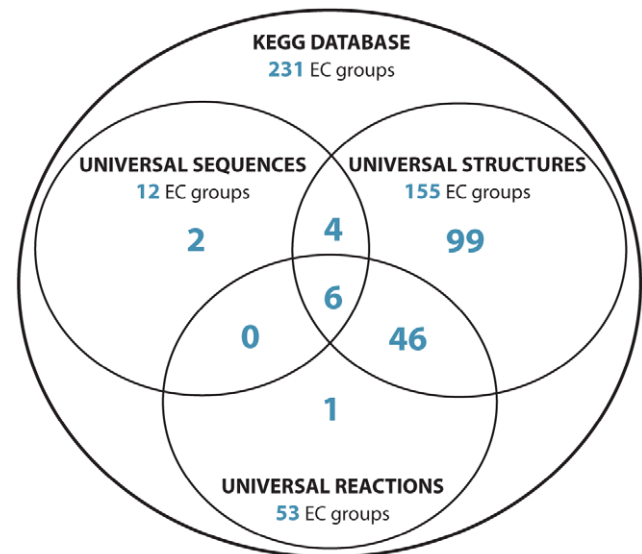 KEGG DATABASE
231 EC groups
UNIVERSAL SEQUENCES
12 EC groups
UNIVERSAL STRUCTURES
155 EC groups
2
4
99
6
0
46
1
UNIVERSAL REACTIONS
53 EC groups